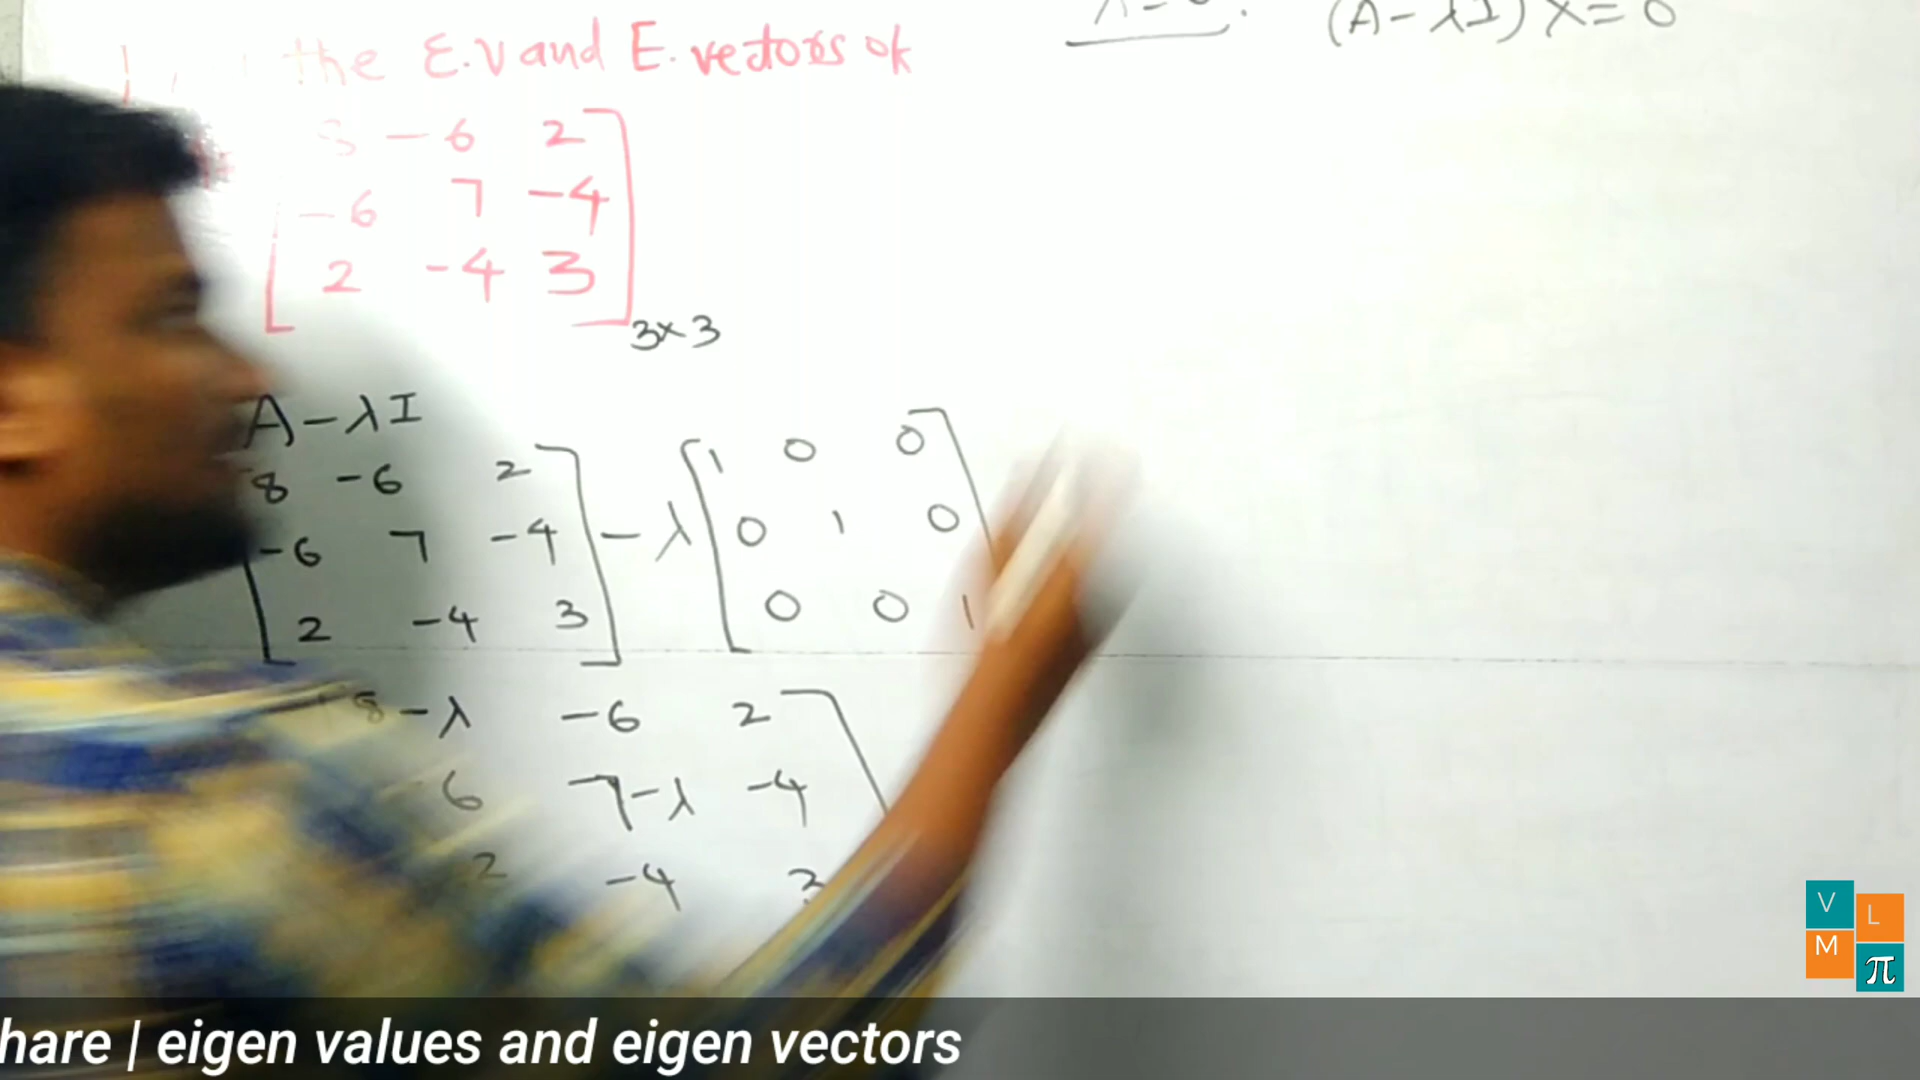 the E.V and E.vectors of
8 -6 2
-6 7 -4
2 -4 3
3×3
A-λI
8 -6 2
-6 7 -4
2 -4 3
-λ
1 0 0
0 1 0
0 0 1
8-λ -6 2
6 7-λ -4
2 -4 3
(A-λI)X=0
V L
M π
hare | eigen values and eigen vectors